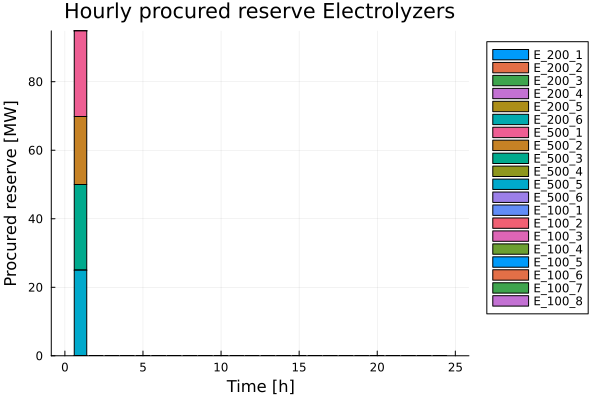 Hourly procured reserve Electrolyzers
Procured reserve [MW]
80
60
40
20
0
0 5 10 15 20 25
Time [h]
E_200_1
E_200_2
E_200_3
E_200_4
E_200_5
E_200_6
E_500_1
E_500_2
E_500_3
E_500_4
E_500_5
E_500_6
E_100_1
E_100_2
E_100_3
E_100_4
E_100_5
E_100_6
E_100_7
E_100_8